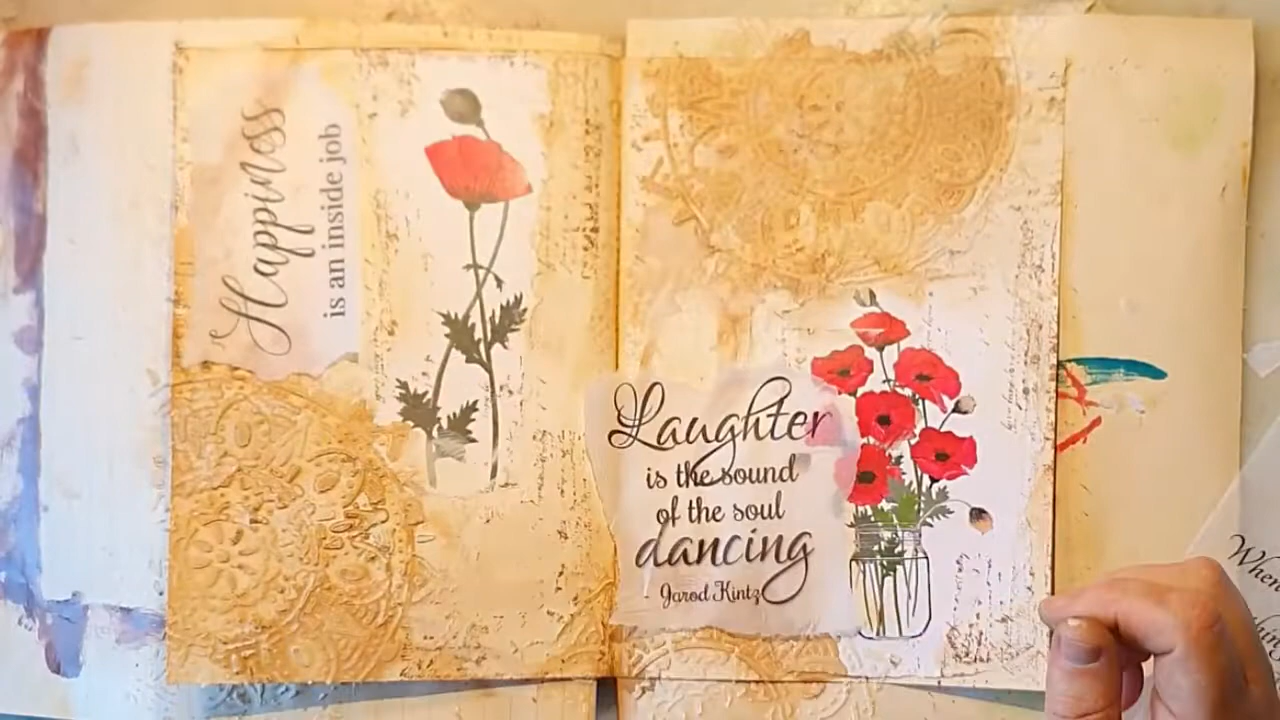 Happiness
is an inside job
Laughter
is the sound
of the soul
dancing
- Jarod Kintz